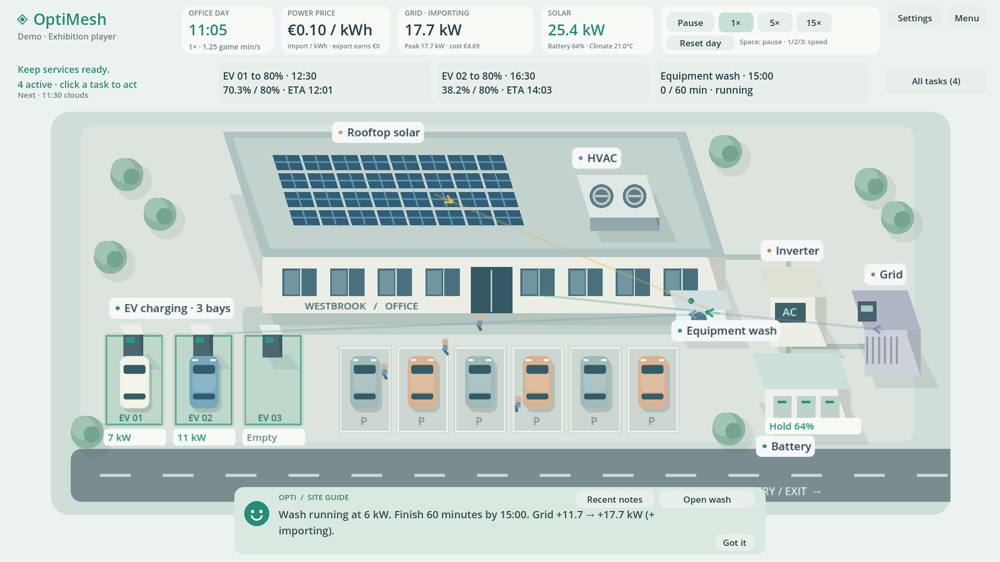 OptiMesh
Demo · Exhibition player
OFFICE DAY
11:05
1× · 1.25 game min/s
POWER PRICE
€0.10 / kWh
Import / kWh · export earns €0
GRID · IMPORTING
17.7 kW
Peak 17.7 kW · cost €4.69
SOLAR
25.4 kW
Battery 64% · Climate 21.0°C
Pause
1×
5×
15×
Reset day
Space: pause · 1/2/3: speed
Settings
Menu
Keep services ready.
4 active · click a task to act
Next · 11:30 clouds
EV 01 to 80% · 12:30
70.3% / 80% · ETA 12:01
EV 02 to 80% · 16:30
38.2% / 80% · ETA 14:03
Equipment wash · 15:00
0 / 60 min · running
All tasks (4)
Rooftop solar
HVAC
Inverter
Grid
AC
EV charging · 3 bays
WESTBROOK / OFFICE
Equipment wash
EV 01
EV 02
EV 03
7 kW
11 kW
Empty
P
P
P
P
P
P
Hold 64%
Battery
RY / EXIT →
OPTI / SITE GUIDE
Recent notes
Open wash
Wash running at 6 kW. Finish 60 minutes by 15:00. Grid +11.7 → +17.7 kW (+
importing).
Got it